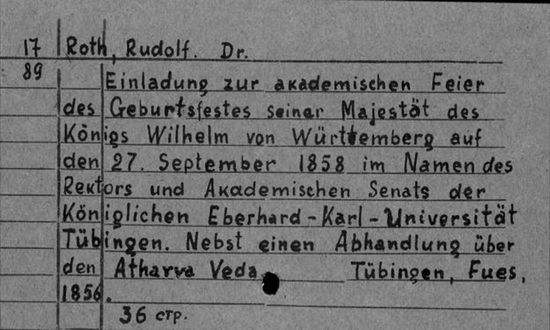 17 Roth, Rudolf. Dr.
89 Einladung zur akademischen Feier
des Geburtsfestes seiner Majestät des
Königs Wilhelm von Württemberg auf
den 27. September 1858 im Namen des
Rektors und Akademischen Senats der
Königlichen Eberhard-Karl-Universität
Tübingen. Nebst einen Abhandlung über
den Atharva Veda. Tübingen, Fues,
1856.
36 стр.